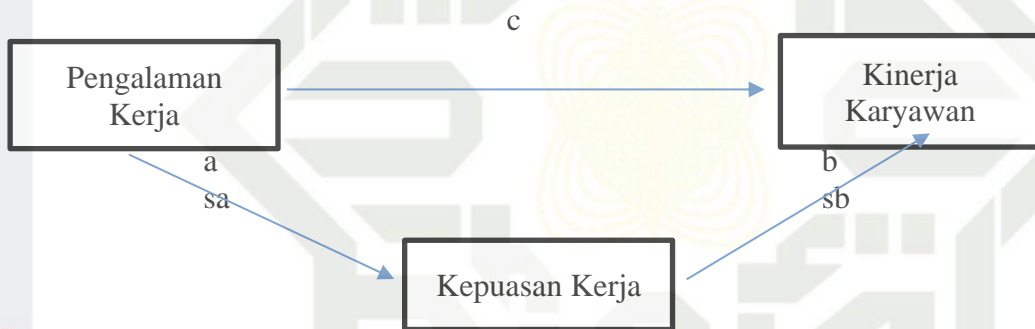 c
Pengalaman
Kerja
Kinerja
Karyawan
a
sa
b
sb
Kepuasan Kerja